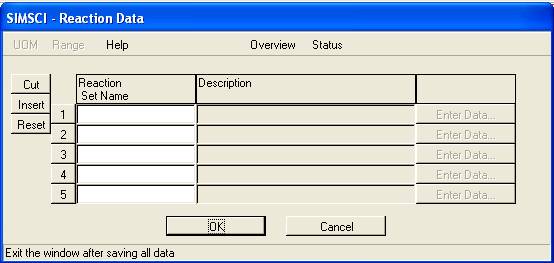 SIMSCI - Reaction Data
UOM Range Help Overview Status
Cut
Insert
Reset
Reaction Set Name Description
1 Enter Data...
2 Enter Data...
3 Enter Data...
4 Enter Data...
5 Enter Data...
OK Cancel
Exit the window after saving all data